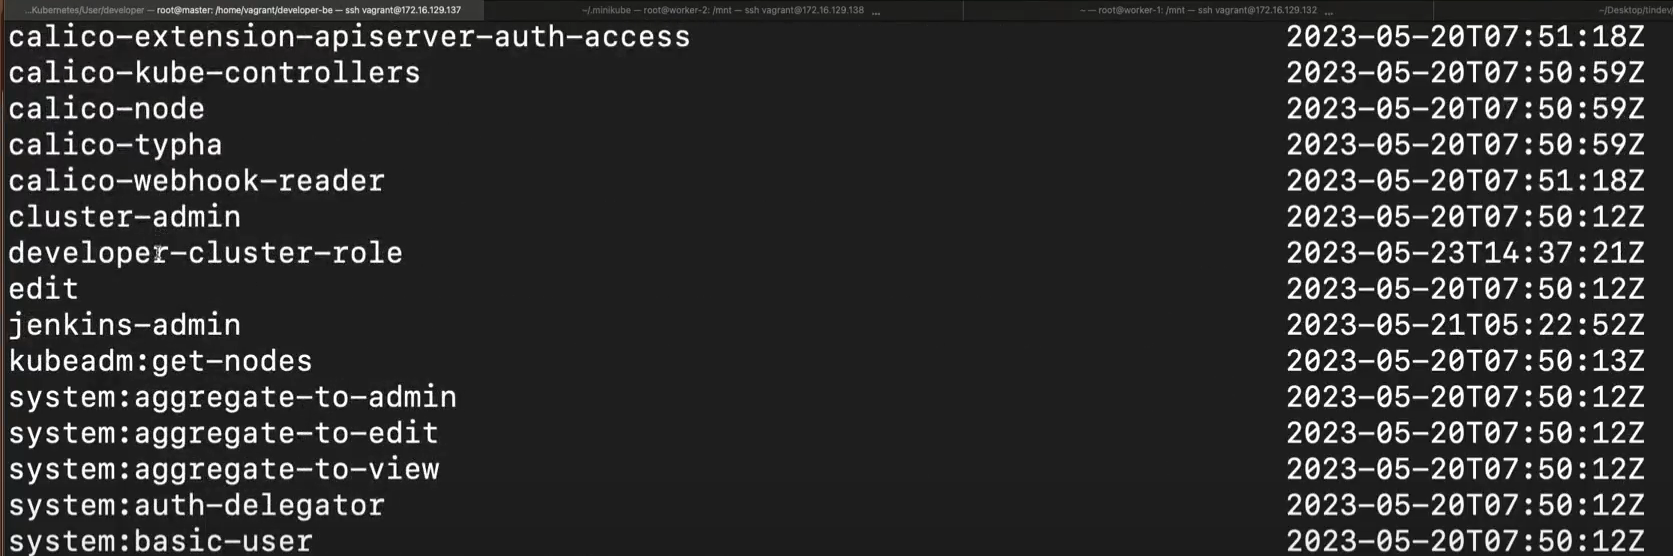 ...Kubernetes/User/developer — root@master: /home/vagrant/developer-be — ssh vagrant@172.16.129.137
~/.minikube — root@worker-2: /mnt — ssh vagrant@172.16.129.138 ...
~ — root@worker-1: /mnt — ssh vagrant@172.16.129.132 ...
~/Desktop/tindev
calico-extension-apiserver-auth-access 2023-05-20T07:51:18Z
calico-kube-controllers 2023-05-20T07:50:59Z
calico-node 2023-05-20T07:50:59Z
calico-typha 2023-05-20T07:50:59Z
calico-webhook-reader 2023-05-20T07:51:18Z
cluster-admin 2023-05-20T07:50:12Z
developer-cluster-role 2023-05-23T14:37:21Z
edit 2023-05-20T07:50:12Z
jenkins-admin 2023-05-21T05:22:52Z
kubeadm:get-nodes 2023-05-20T07:50:13Z
system:aggregate-to-admin 2023-05-20T07:50:12Z
system:aggregate-to-edit 2023-05-20T07:50:12Z
system:aggregate-to-view 2023-05-20T07:50:12Z
system:auth-delegator 2023-05-20T07:50:12Z
system:basic-user 2023-05-20T07:50:12Z